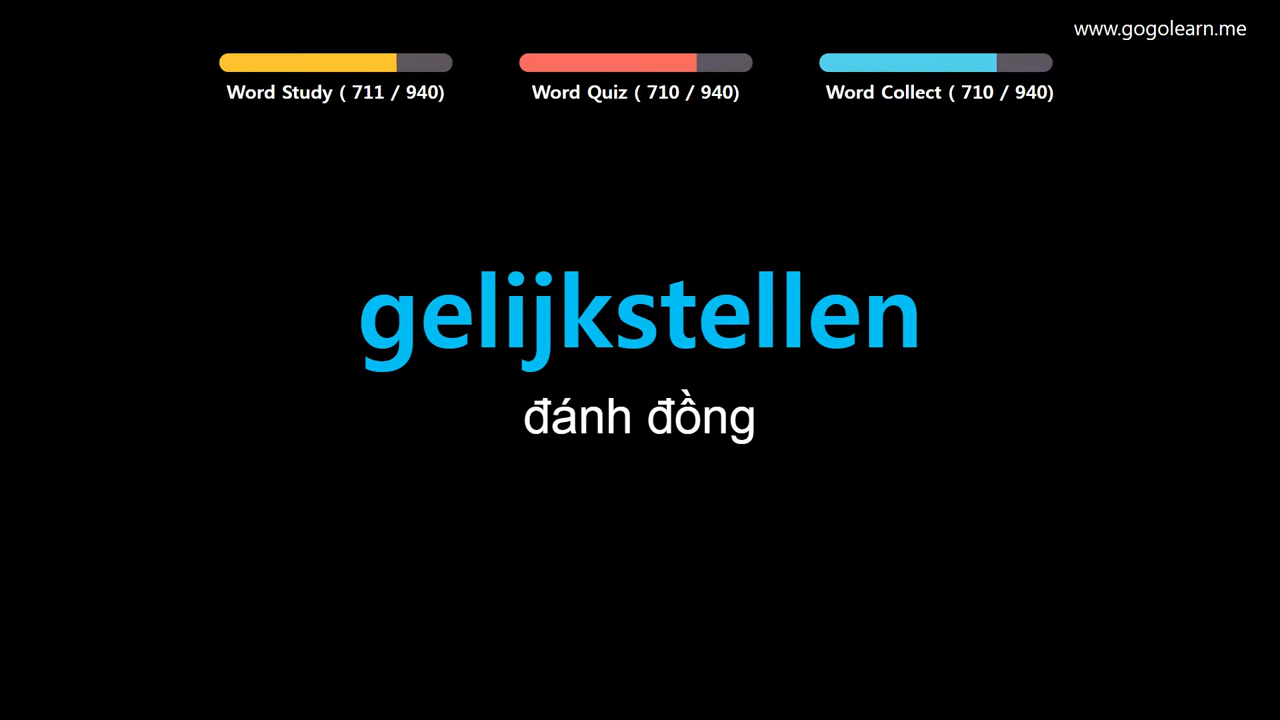 www.gogolearn.me
Word Study ( 711 / 940)
Word Quiz ( 710 / 940)
Word Collect ( 710 / 940)
gelijkstellen
đánh đồng